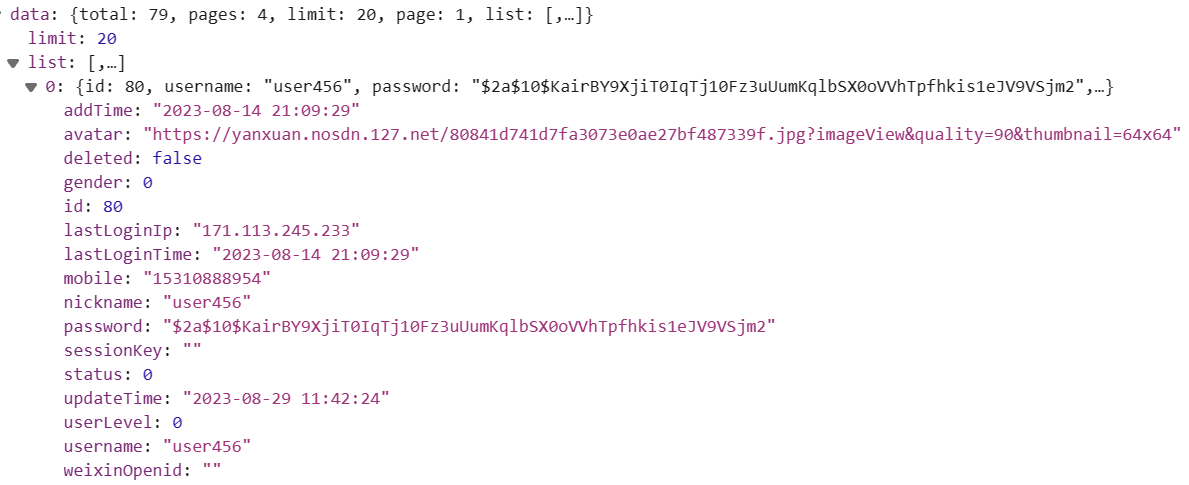 data: {total: 79, pages: 4, limit: 20, page: 1, list: [,…]}
limit: 20
list: [,…]
0: {id: 80, username: "user456", password: "$2a$10$KairBY9XjiT0IqTj10Fz3uUumKqlbSX0oVVhTpfhkis1eJV9VSjm2",…}
addTime: "2023-08-14 21:09:29"
avatar: "https://yanxuan.nosdn.127.net/80841d741d7fa3073e0ae27bf487339f.jpg?imageView&quality=90&thumbnail=64x64"
deleted: false
gender: 0
id: 80
lastLoginIp: "171.113.245.233"
lastLoginTime: "2023-08-14 21:09:29"
mobile: "15310888954"
nickname: "user456"
password: "$2a$10$KairBY9XjiT0IqTj10Fz3uUumKqlbSX0oVVhTpfhkis1eJV9VSjm2"
sessionKey: ""
status: 0
updateTime: "2023-08-29 11:42:24"
userLevel: 0
username: "user456"
weixinOpenid: ""